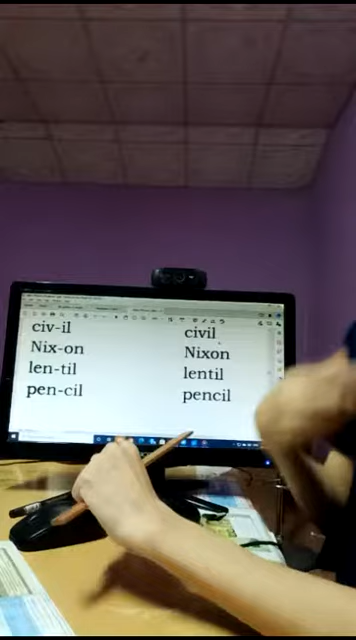 civ-il civil
Nix-on Nixon
len-til lentil
pen-cil pencil